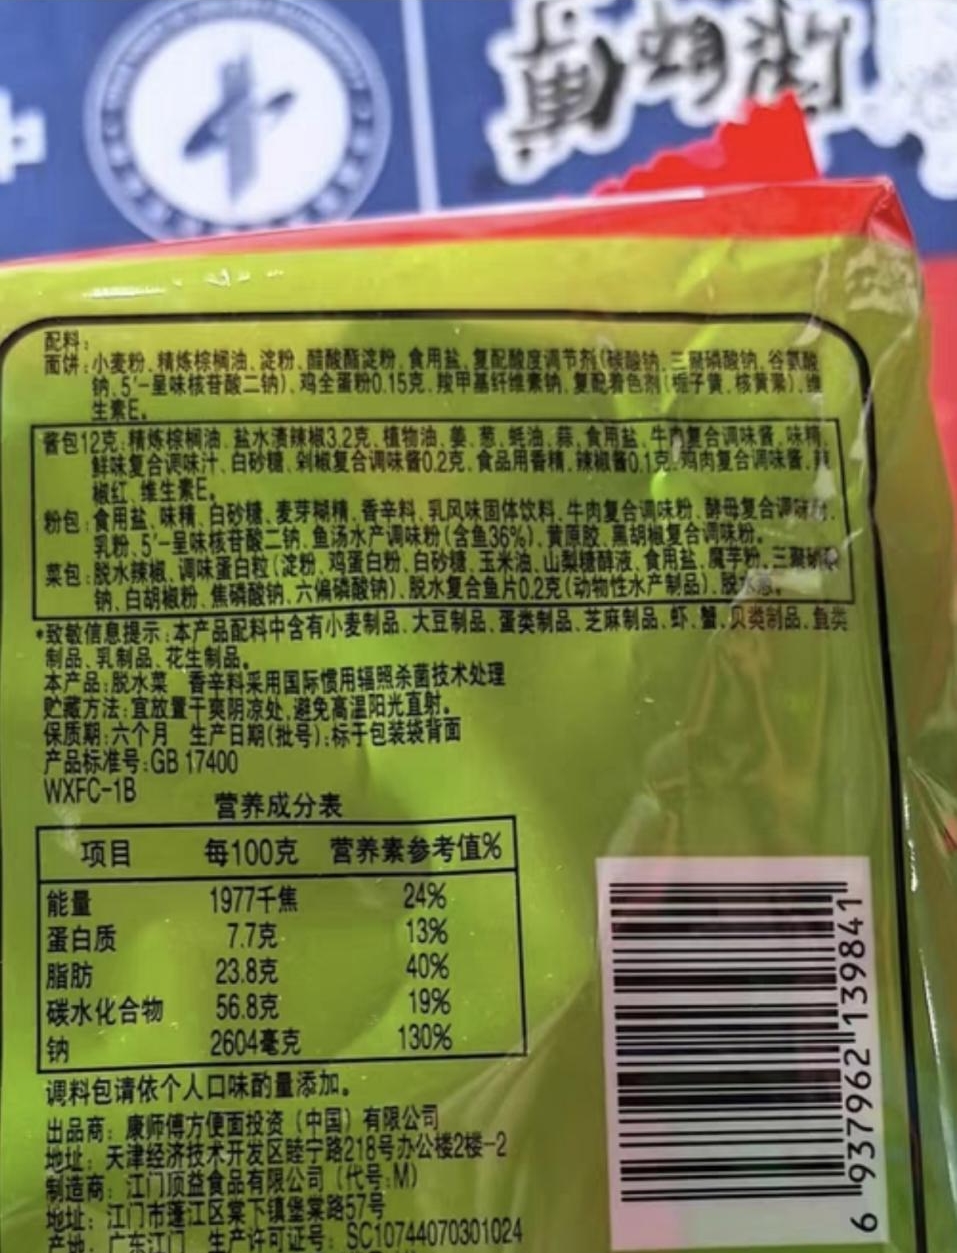 康师傅
配料:
面饼:小麦粉、精炼棕榈油、淀粉、醋酸酯淀粉、食用盐、复配酸度调节剂(碳酸钠、三聚磷酸钠、谷氨酸
钠、5'-呈味核苷酸二钠)、鸡全蛋粉0.15克、羧甲基纤维素钠、复配着色剂(栀子黄、核黄素)、维
生素E。
酱包12克:精炼棕榈油、盐水渍辣椒3.2克、植物油、姜、葱、蚝油、蒜、食用盐、牛肉复合调味酱、味精、
鲜味复合调味汁、白砂糖、剁椒复合调味酱0.2克、食品用香精、辣椒酱0.1克、鸡肉复合调味酱、辣
椒红、维生素E。
粉包:食用盐、味精、白砂糖、麦芽糊精、香辛料、乳风味固体饮料、牛肉复合调味粉、酵母复合调味粉、
乳粉、5'-呈味核苷酸二钠、鱼汤水产调味粉(含鱼36%)、黄原胶、黑胡椒复合调味粉。
菜包:脱水辣椒、调味蛋白粒(淀粉、鸡蛋白粉、白砂糖、玉米油、山梨糖醇液、食用盐、魔芋粉、三聚磷酸
钠、白胡椒粉、焦磷酸钠、六偏磷酸钠)、脱水复合鱼片0.2克(动物性水产制品)、脱水葱。
*致敏信息提示:本产品配料中含有小麦制品、大豆制品、蛋类制品、芝麻制品、虾、蟹、贝类制品、鱼类
制品、乳制品、花生制品。
本产品:脱水菜 香辛料采用国际惯用辐照杀菌技术处理
贮藏方法:宜放置干爽阴凉处,避免高温阳光直射。
保质期:六个月 生产日期(批号):标于包装袋背面
产品标准号:GB 17400
WXFC-1B
营养成分表
项目 每100克 营养素参考值%
能量 1977千焦 24%
蛋白质 7.7克 13%
脂肪 23.8克 40%
碳水化合物 56.8克 19%
钠 2604毫克 130%
调料包请依个人口味酌量添加。
出品商:康师傅方便面投资(中国)有限公司
地址:天津经济技术开发区睦宁路218号办公楼2楼-2
制造商:江门顶益食品有限公司(代号:M)
地址:江门市蓬江区棠下镇堡棠路57号
产地:广东江门 生产许可证号:SC10744070301024
6 937962 139841